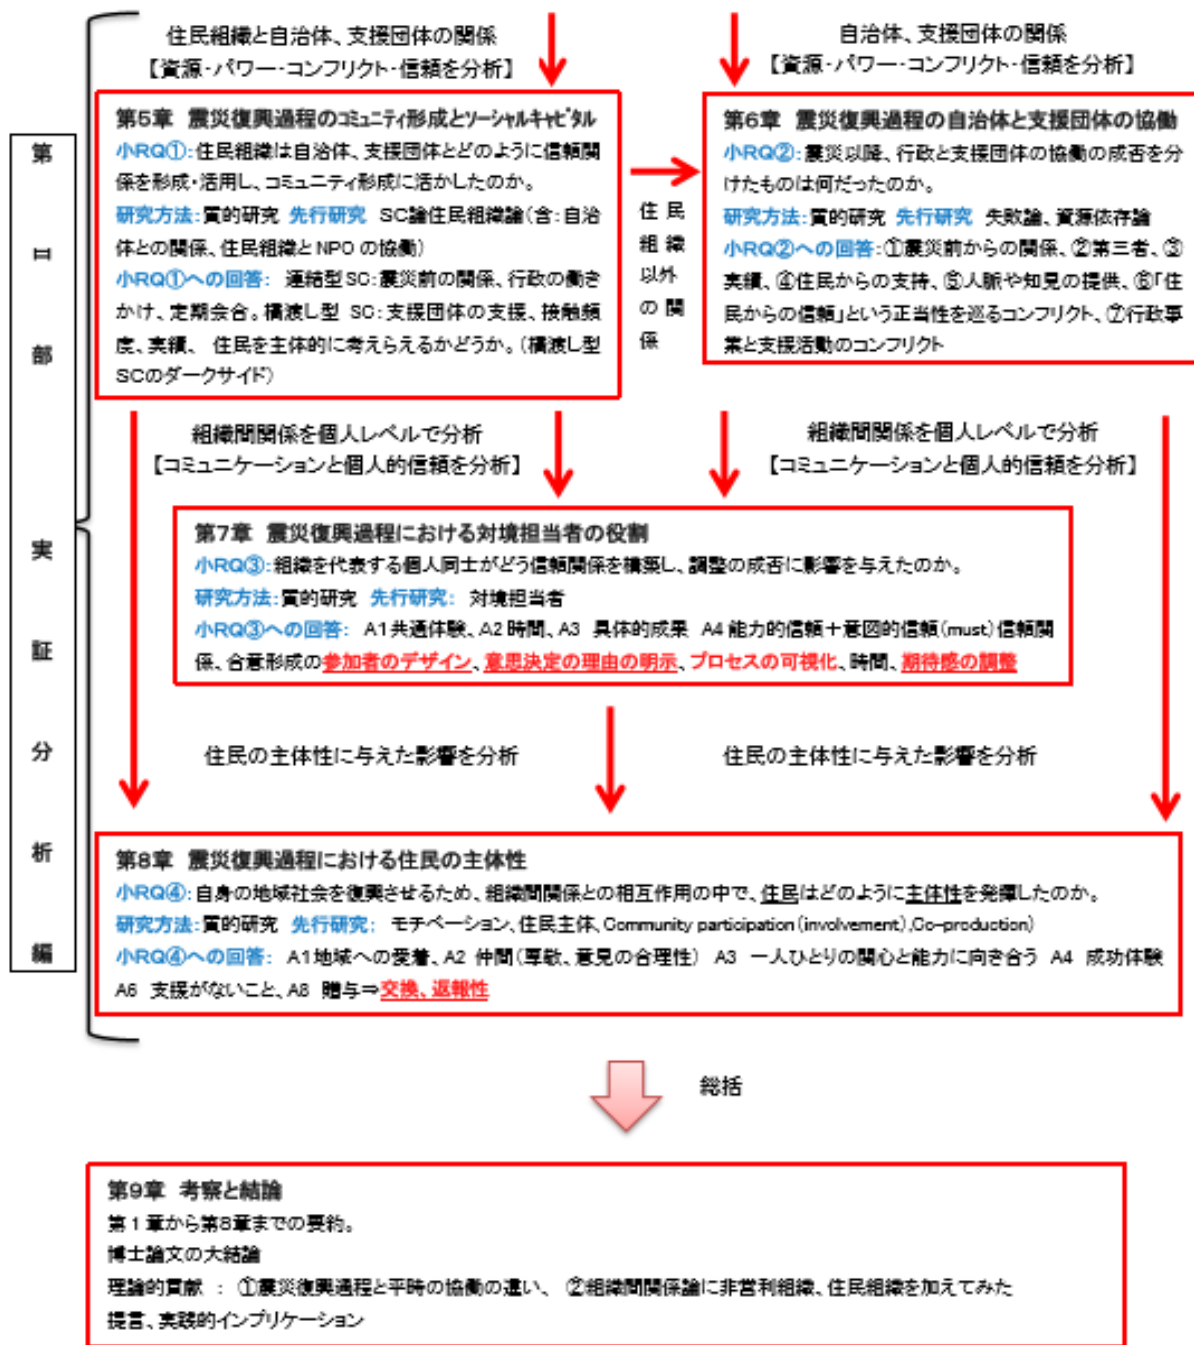 住民組織と自治体、支援団体の関係
【資源・パワー・コンフリクト・信頼を分析】
自治体、支援団体の関係
【資源・パワー・コンフリクト・信頼を分析】
第Ⅱ部 実証分析編
第5章 震災復興過程のコミュニティ形成とソーシャルキャピタル
小RQ①:住民組織は自治体、支援団体とどのように信頼関
係を形成・活用し、コミュニティ形成に活かしたのか。
研究方法:質的研究 先行研究 SC論住民組織論(含:自治
体との関係、住民組織とNPOの協働)
小RQ①への回答: 連結型SC:震災前の関係、行政の働き
かけ、定期会合。橋渡し型 SC:支援団体の支援、接触頻
度、実績、 住民を主体的に考えらえるかどうか。(橋渡し型
SCのダークサイド)
住民
組織
以外
の関
係
第6章 震災復興過程の自治体と支援団体の協働
小RQ②:震災以降、行政と支援団体の協働の成否を分
けたものは何だったのか。
研究方法:質的研究 先行研究 失敗論、資源依存論
小RQ②への回答:①震災前からの関係、②第三者、③
実績、④住民からの支持、⑤人脈や知見の提供、⑥「住
民からの信頼」という正当性を巡るコンフリクト、⑦行政事
業と支援活動のコンフリクト
組織間関係を個人レベルで分析
【コミュニケーションと個人的信頼を分析】
組織間関係を個人レベルで分析
【コミュニケーションと個人的信頼を分析】
第7章 震災復興過程における対境担当者の役割
小RQ③:組織を代表する個人同士がどう信頼関係を構築し、調整の成否に影響を与えたのか。
研究方法:質的研究 先行研究: 対境担当者
小RQ③への回答: A1共通体験、A2時間、A3 具体的成果 A4能力的信頼+意図的信頼(must)信頼関
係、合意形成の参加者のデザイン、意思決定の理由の明示、プロセスの可視化、時間、期待感の調整
住民の主体性に与えた影響を分析
住民の主体性に与えた影響を分析
第8章 震災復興過程における住民の主体性
小RQ④:自身の地域社会を復興させるため、組織間関係との相互作用の中で、住民はどのように主体性を発揮したのか。
研究方法:質的研究 先行研究: モチベーション、住民主体、Community participation(involvement),Co-production)
小RQ④への回答: A1地域への愛着、A2 仲間(尊敬、意見の合理性) A3 一人ひとりの関心と能力に向き合う A4 成功体験
A6 支援がないこと、A8 贈与⇒交換、返報性
総括
第9章 考察と結論
第1章から第8章までの要約。
博士論文の大結論
理論的貢献 : ①震災復興過程と平時の協働の違い、 ②組織間関係論に非営利組織、住民組織を加えてみた
提言、実践的インプリケーション